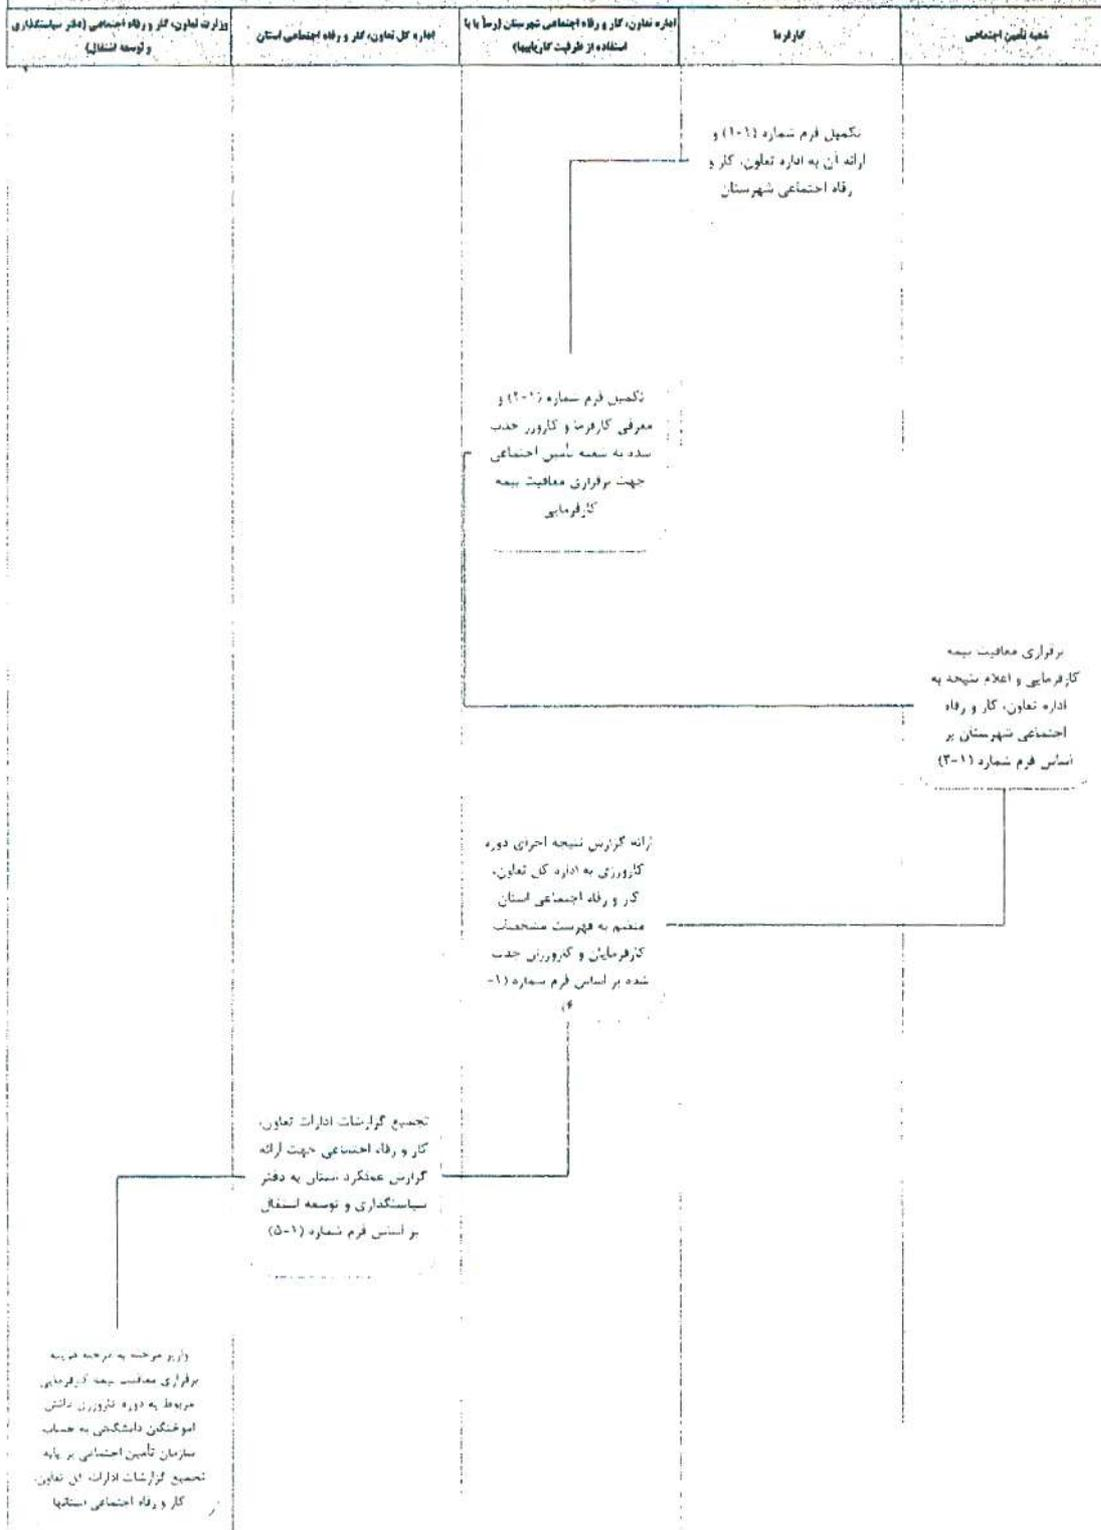 شعبه تأمین اجتماعی
کارفرما
اداره تعاون، کار و رفاه اجتماعی شهرستان (رسأ یا با
استفاده از ظرفیت کاریابیها)
اداره کل تعاون، کار و رفاه اجتماعی استان
وزارت تعاون، کار و رفاه اجتماعی (دفتر سیاستگذاری
و توسعه اشتغال)
تکمیل فرم شماره (۱-۱) و
ارائه آن به اداره تعاون، کار و
رفاه اجتماعی شهرستان
تکمیل فرم شماره (۱-۲) و
معرفی کارفرما و کارورز جذب
شده به شعبه تأمین اجتماعی
جهت برقراری معافیت بیمه
کارفرمایی
برقراری معافیت بیمه
کارفرمایی و اعلام نتیجه به
اداره تعاون، کار و رفاه
اجتماعی شهرستان بر
اساس فرم شماره (۱-۳)
ارائه گزارش نتیجه اجرای دوره
کارورزی به اداره کل تعاون،
کار و رفاه اجتماعی استان
منضم به فهرست مشخصات
کارفرمایان و کارورزان جذب
شده بر اساس فرم شماره (۱-
۴)
تجمیع گزارشات ادارات تعاون،
کار و رفاه اجتماعی جهت ارائه
گزارش عملکرد استان به دفتر
سیاستگذاری و توسعه اشتغال
بر اساس فرم شماره (۱-۵)
واریز مرحله به مرحله هزینه
برقراری معافیت بیمه کارفرمایی
مربوط به دوره کارورزی دانش
آموختگان دانشگاهی به حساب
سازمان تأمین اجتماعی بر پایه
تجمیع گزارشات ادارات کل تعاون،
کار و رفاه اجتماعی استانها